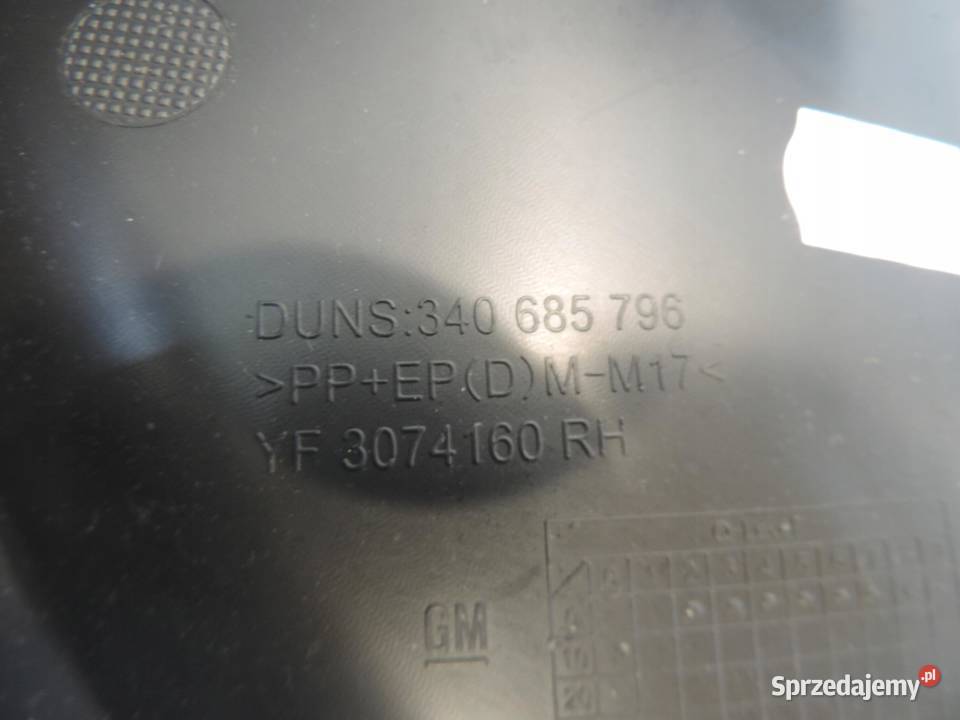 DUNS:340 685 796
>PP+EP(D)M-M17<
YF 3074160 RH
GM
Sprzedajemy.pl